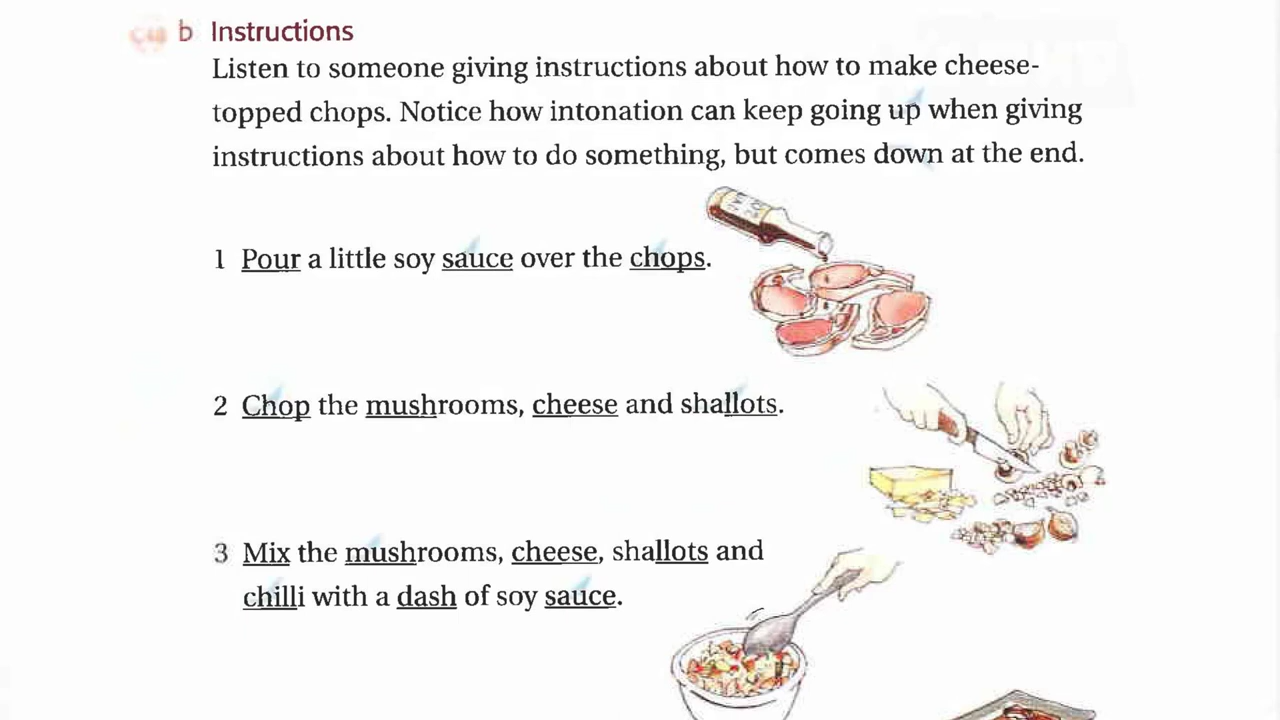 b Instructions
Listen to someone giving instructions about how to make cheese-
topped chops. Notice how intonation can keep going up when giving
instructions about how to do something, but comes down at the end.
1 Pour a little soy sauce over the chops.
2 Chop the mushrooms, cheese and shallots.
3 Mix the mushrooms, cheese, shallots and
chilli with a dash of soy sauce.